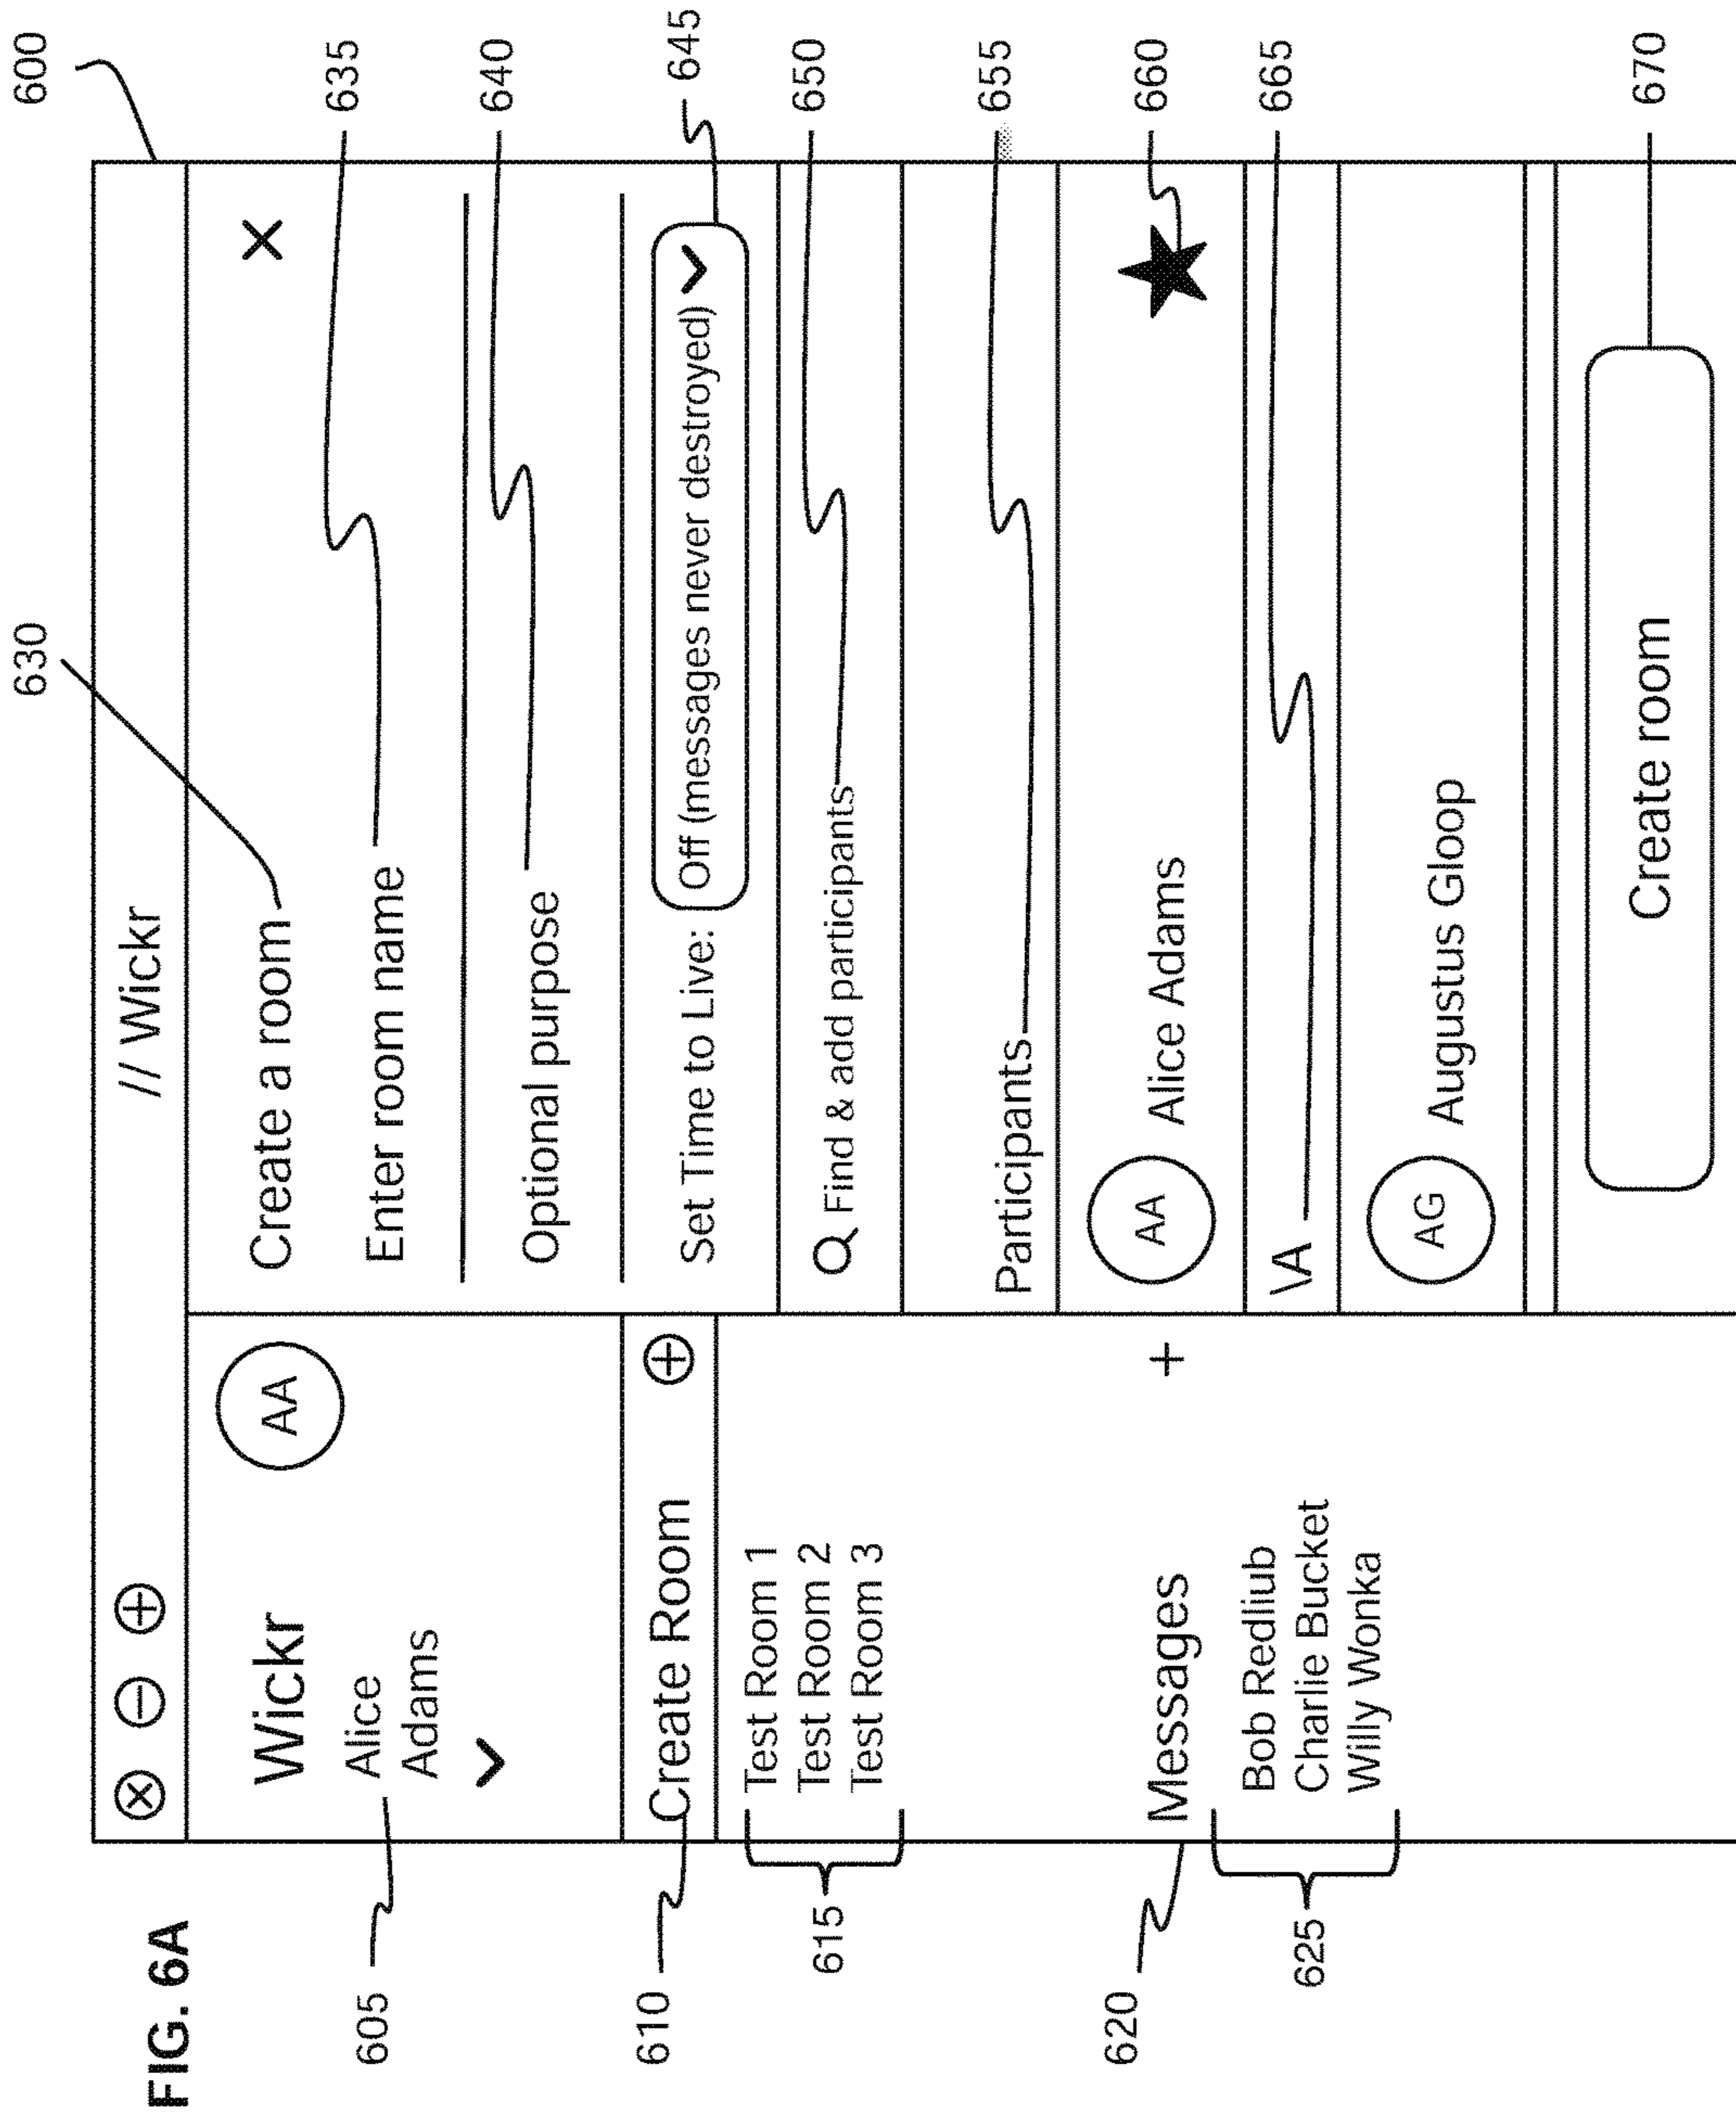 FIG. 6A
600
// Wickr
605
Wickr
Alice
Adams
AA
610
Create Room
615
Test Room 1
Test Room 2
Test Room 3
620
Messages
+
625
Bob Redliub
Charlie Bucket
Willy Wonka
630
Create a room
635
Enter room name
640
Optional purpose
645
Set Time to Live: Off (messages never destroyed)
650
Find & add participants
655
Participants
660
AA Alice Adams
665
\A
AG Augustus Gloop
670
Create room